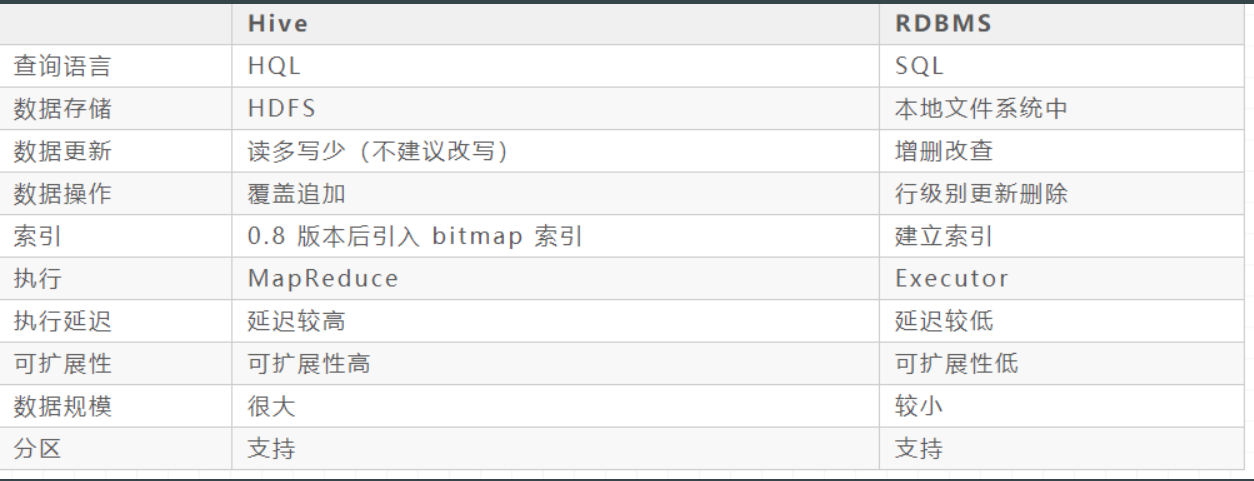 Hive RDBMS
查询语言 HQL SQL
数据存储 HDFS 本地文件系统中
数据更新 读多写少（不建议改写） 增删改查
数据操作 覆盖追加 行级别更新删除
索引 0.8 版本后引入 bitmap 索引 建立索引
执行 MapReduce Executor
执行延迟 延迟较高 延迟较低
可扩展性 可扩展性高 可扩展性低
数据规模 很大 较小
分区 支持 支持